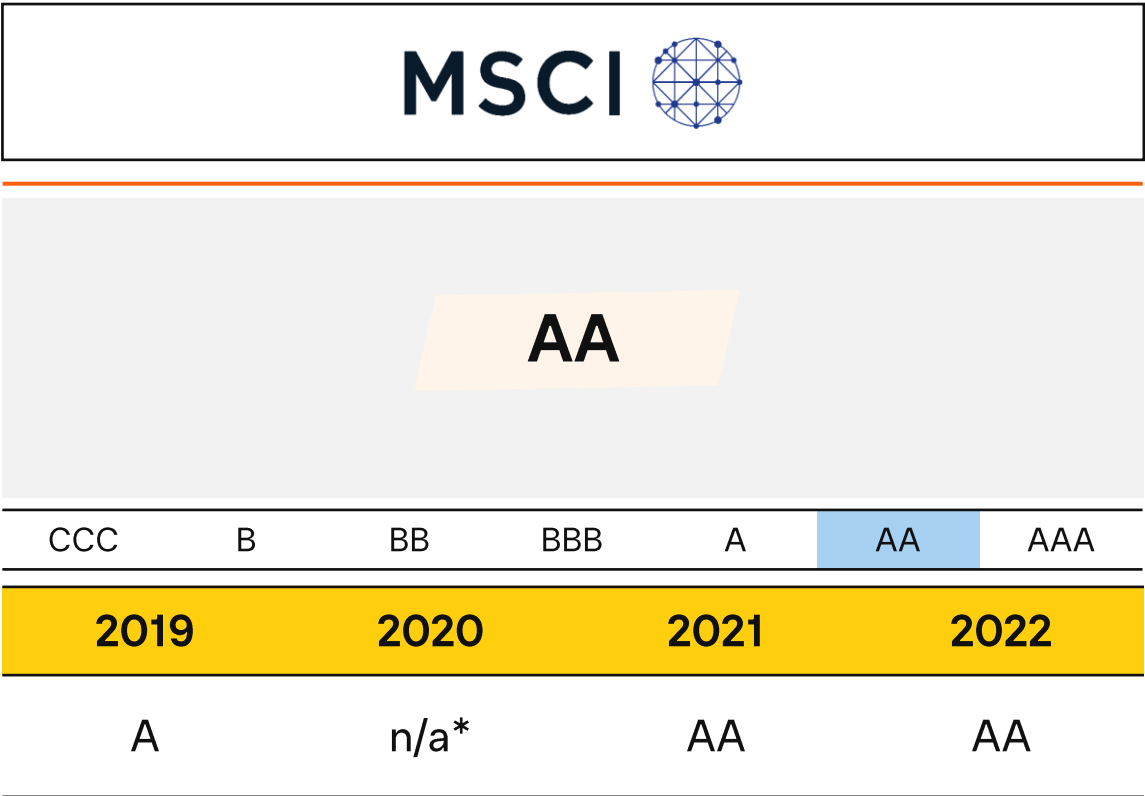 MSCI
AA
CCC B BB BBB A AA AAA
2019 2020 2021 2022
A n/a* AA AA